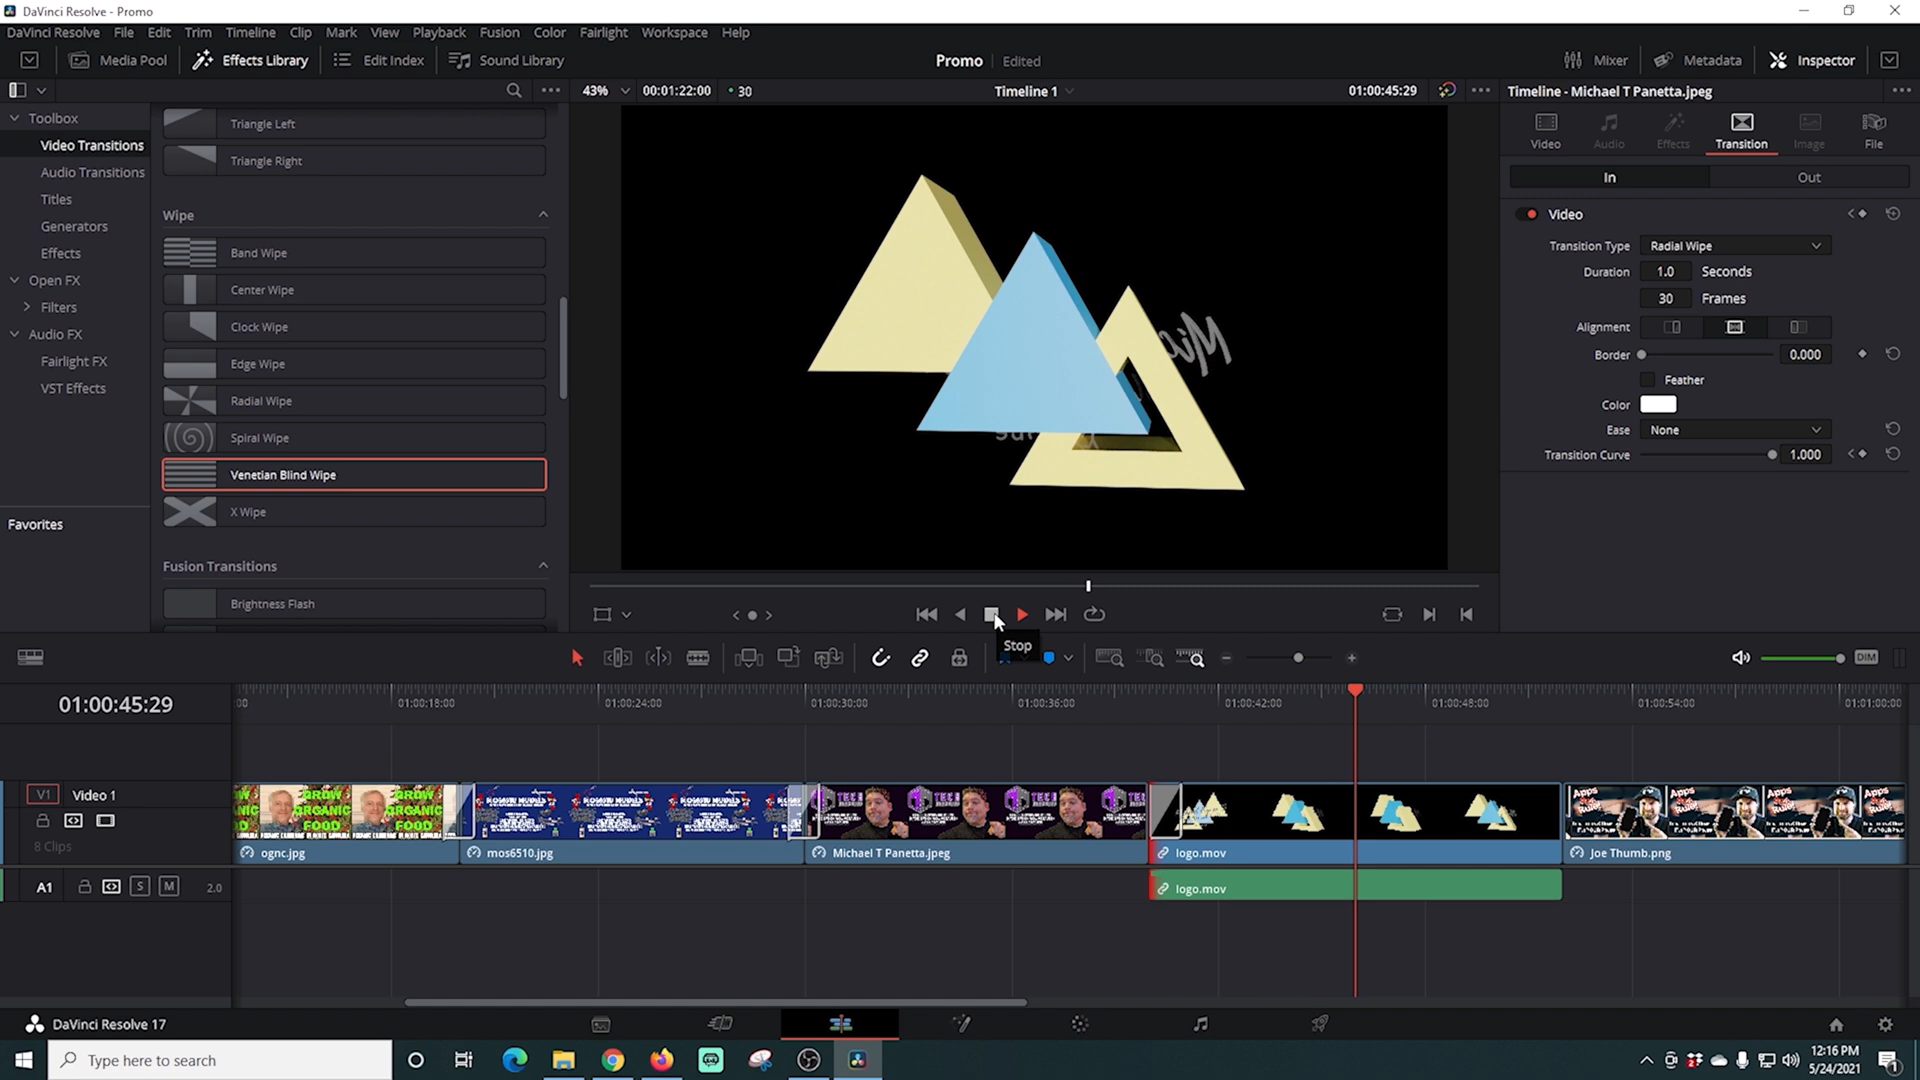 DaVinci Resolve - Promo
DaVinci Resolve File Edit Trim Timeline Clip Mark View Playback Fusion Color Fairlight Workspace Help
Media Pool Effects Library Edit Index Sound Library Promo Edited Mixer Metadata Inspector
43% 00:01:22:00 30 Timeline 1 01:00:45:29 Timeline - Michael T Panetta.jpeg
Toolbox
Video Transitions
Audio Transitions
Titles
Generators
Effects
Open FX
Filters
Audio FX
Fairlight FX
VST Effects
Favorites
Triangle Left
Triangle Right
Wipe
Band Wipe
Center Wipe
Clock Wipe
Edge Wipe
Radial Wipe
Spiral Wipe
Venetian Blind Wipe
X Wipe
Fusion Transitions
Brightness Flash
Video Audio Effects Transition Image File
In Out
Video
Transition Type Radial Wipe
Duration 1.0 Seconds
30 Frames
Alignment
Border 0.000
Feather
Color
Ease None
Transition Curve 1.000
Stop
DIM
01:00:45:29
00 01:00:18:00 01:00:24:00 01:00:30:00 01:00:36:00 01:00:42:00 01:00:48:00 01:00:54:00 01:01:00:00
V1 Video 1
8 Clips
GROW ORGANIC FOOD
Apps Rule!
ognc.jpg mos6510.jpg Michael T Panetta.jpeg logo.mov Joe Thumb.png
A1 S M 2.0 logo.mov
DaVinci Resolve 17
Type here to search
12:16 PM
5/24/2021
1